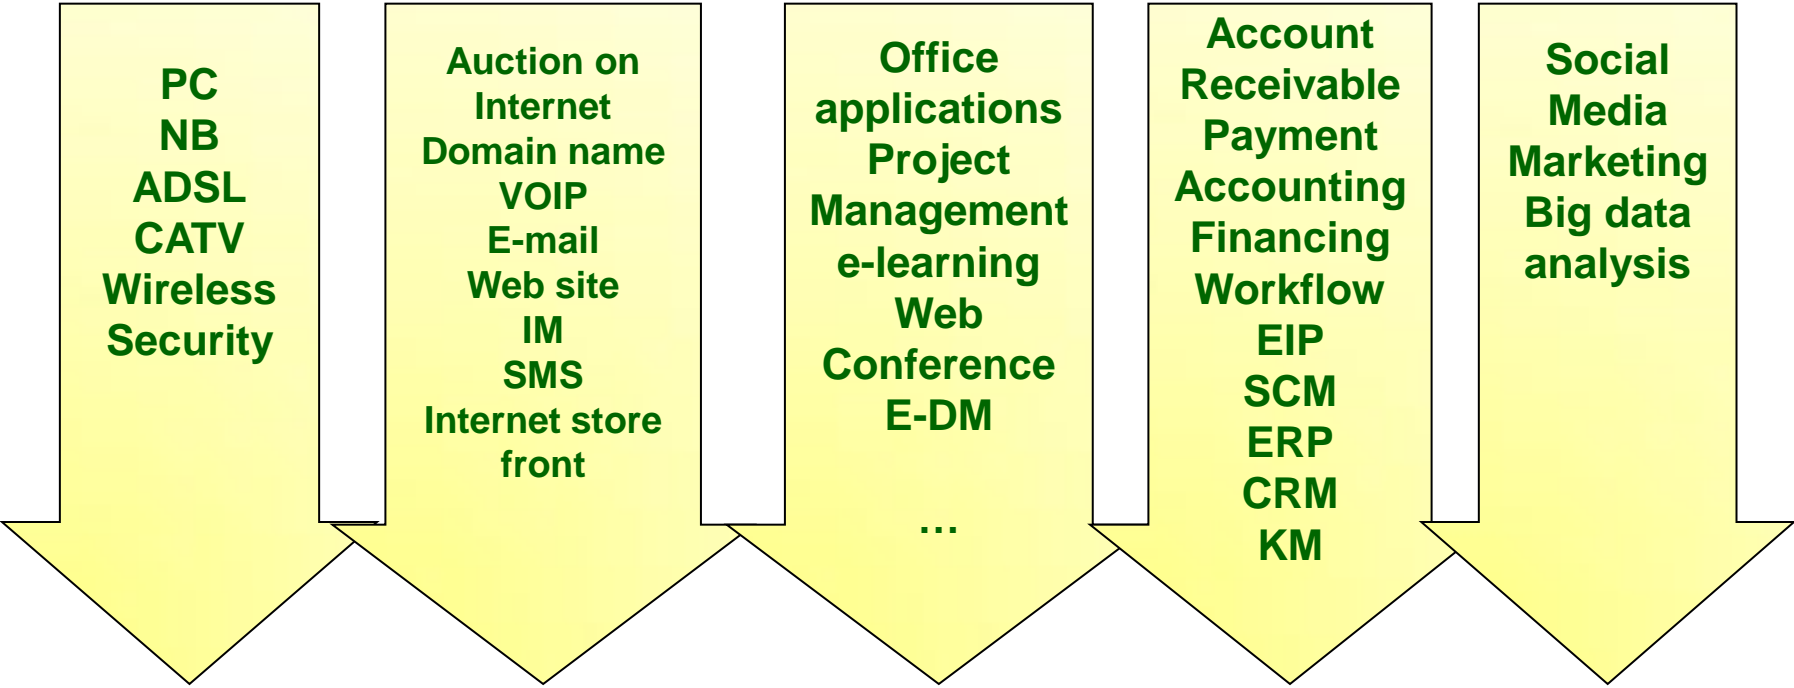 PC
NB
ADSL
CATV
Wireless
Security
Auction on
Internet
Domain name
VOIP
E-mail
Web site
IM
SMS
Internet store
front
Office
applications
Project
Management
e-learning
Web
Conference
E-DM
…
Account
Receivable
Payment
Accounting
Financing
Workflow
EIP
SCM
ERP
CRM
KM
Social
Media
Marketing
Big data
analysis